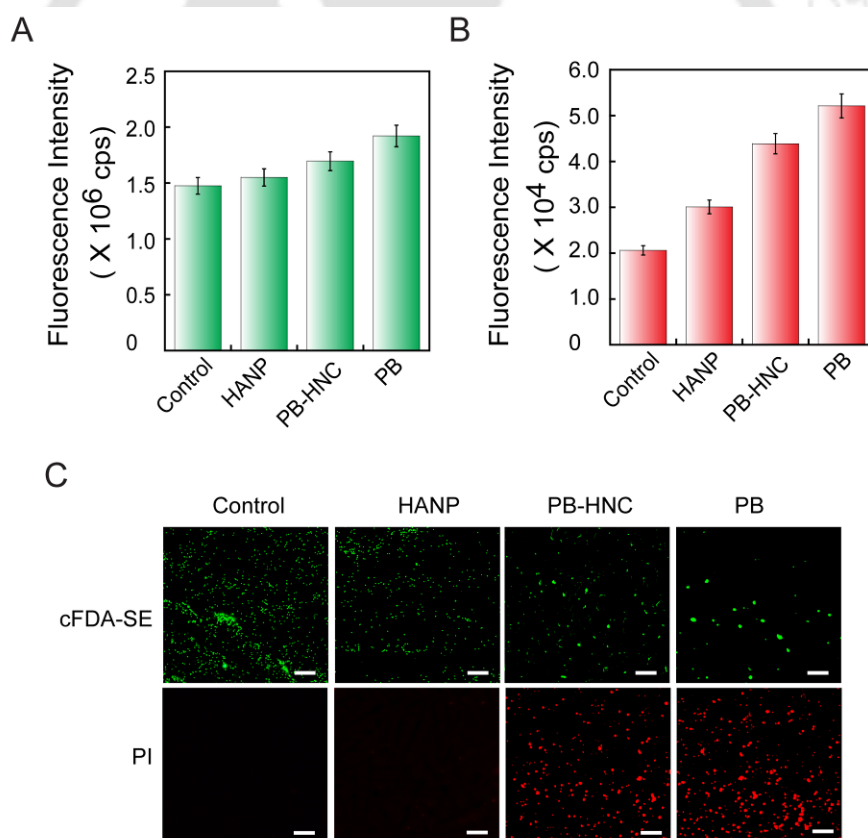 A
Fluorescence Intensity
( X 10⁶ cps)
2.5
2.0
1.5
1.0
0.5
0
Control
HANP
PB-HNC
PB
B
Fluorescence Intensity
( X 10⁴ cps)
6.0
5.0
4.0
3.0
2.0
1.0
0
Control
HANP
PB-HNC
PB
C
Control HANP PB-HNC PB
cFDA-SE
PI